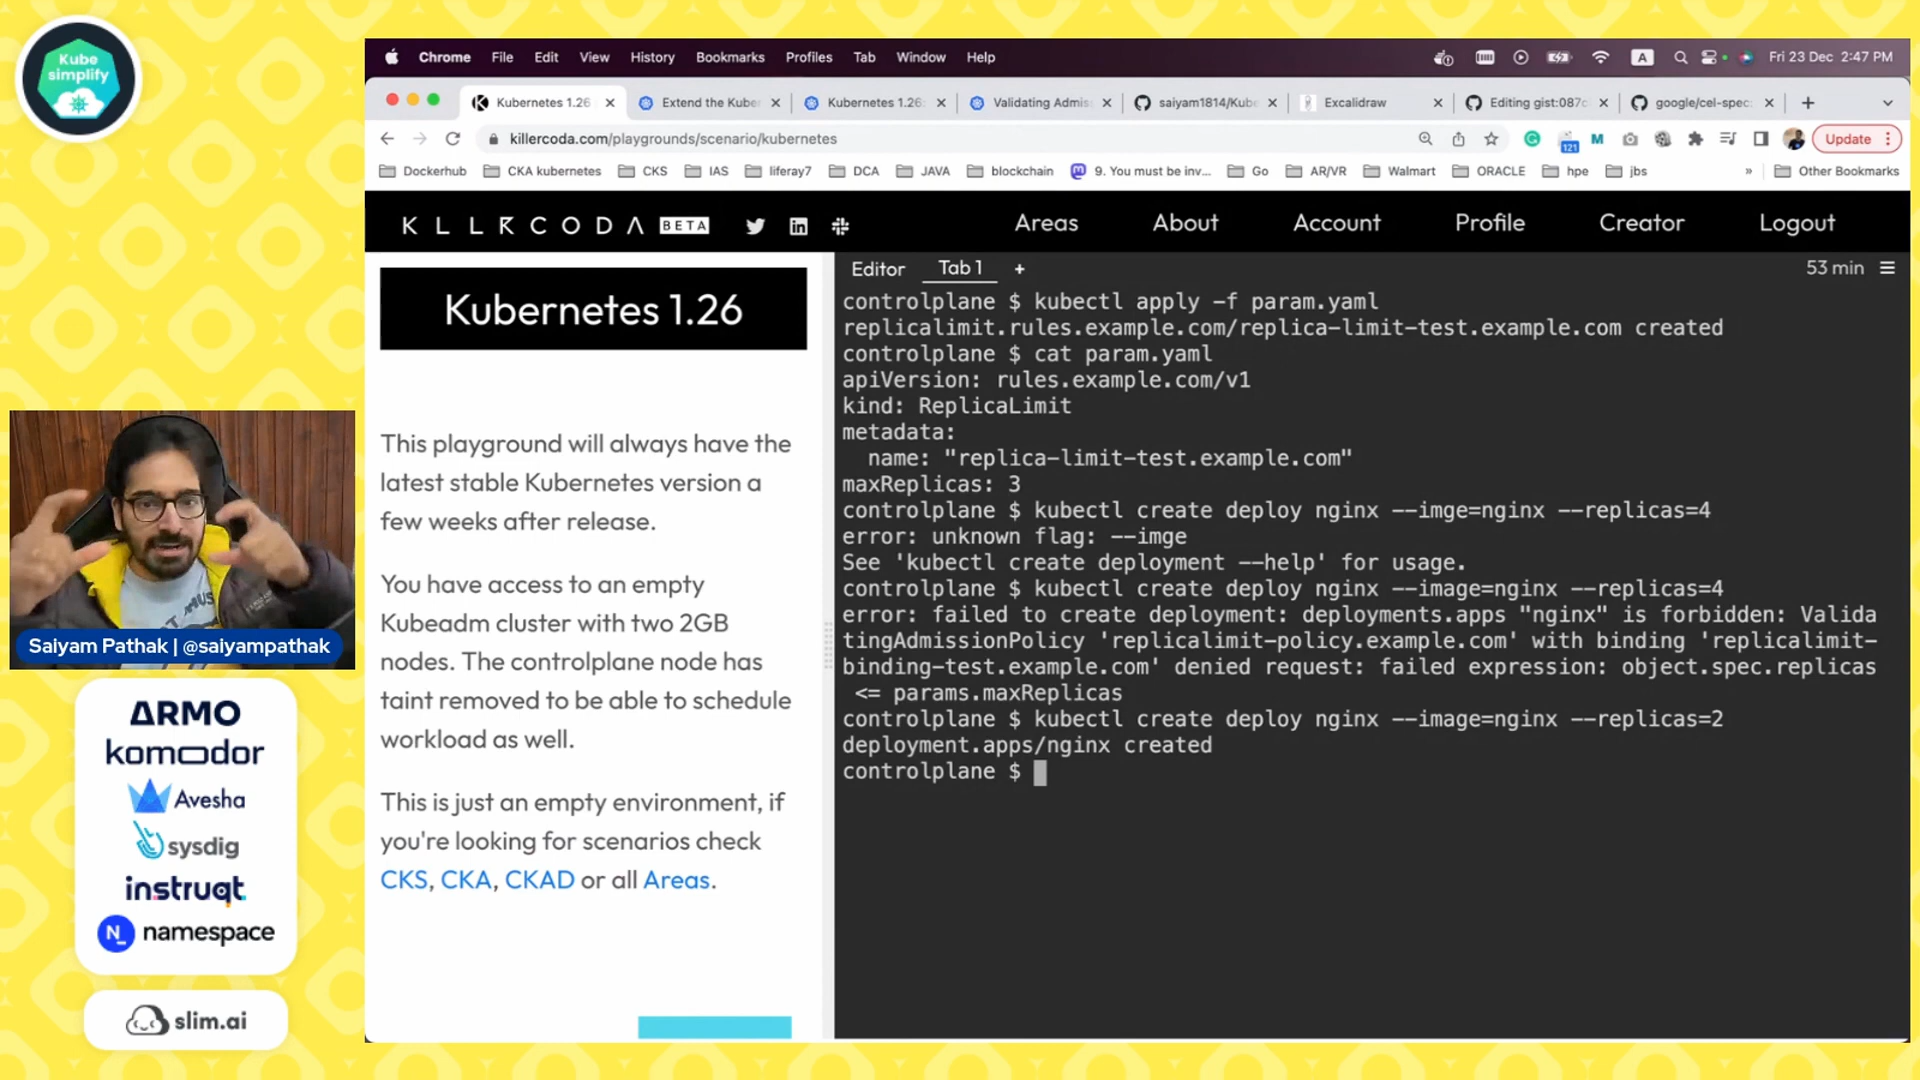 Kube
simplify
Chrome File Edit View History Bookmarks Profiles Tab Window Help
A
Fri 23 Dec 2:47 PM
Kubernetes 1.26
Extend the Kuber
Kubernetes 1.26:
Validating Admis
saiyam1814/Kube
Excalidraw
Editing gist:087c
google/cel-spec:
killercoda.com/playgrounds/scenario/kubernetes
121
M
Update
Dockerhub
CKA kubernetes
CKS
IAS
liferay7
DCA
JAVA
blockchain
9. You must be inv...
Go
AR/VR
Walmart
ORACLE
hpe
jbs
»
Other Bookmarks
KLLRCODA BETA
Areas About Account Profile Creator Logout
Kubernetes 1.26
This playground will always have the
latest stable Kubernetes version a
few weeks after release.
You have access to an empty
Kubeadm cluster with two 2GB
nodes. The controlplane node has
taint removed to be able to schedule
workload as well.
This is just an empty environment, if
you're looking for scenarios check
CKS, CKA, CKAD or all Areas.
Editor Tab 1 +
53 min
controlplane $ kubectl apply -f param.yaml
replicalimit.rules.example.com/replica-limit-test.example.com created
controlplane $ cat param.yaml
apiVersion: rules.example.com/v1
kind: ReplicaLimit
metadata:
  name: "replica-limit-test.example.com"
maxReplicas: 3
controlplane $ kubectl create deploy nginx --imge=nginx --replicas=4
error: unknown flag: --imge
See 'kubectl create deployment --help' for usage.
controlplane $ kubectl create deploy nginx --image=nginx --replicas=4
error: failed to create deployment: deployments.apps "nginx" is forbidden: Valida
tingAdmissionPolicy 'replicalimit-policy.example.com' with binding 'replicalimit-
binding-test.example.com' denied request: failed expression: object.spec.replicas
 <= params.maxReplicas
controlplane $ kubectl create deploy nginx --image=nginx --replicas=2
deployment.apps/nginx created
controlplane $
Saiyam Pathak | @saiyampathak
ARMO
komodor
Avesha
sysdig
instruqt
N_ namespace
slim.ai